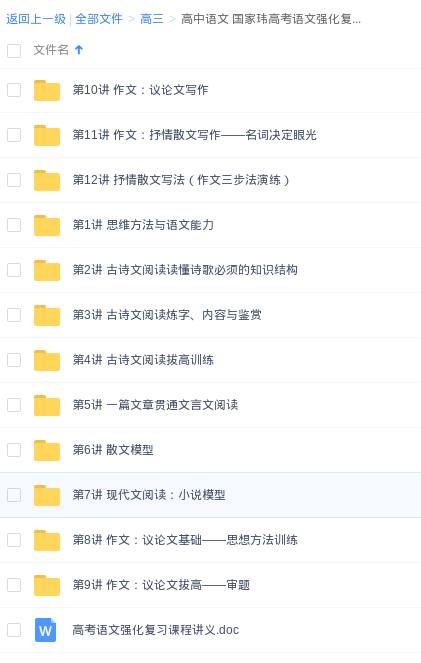 返回上一级 | 全部文件 > 高三 > 高中语文 国家玮高考语文强化复...
文件名
第10讲 作文：议论文写作
第11讲 作文：抒情散文写作——名词决定眼光
第12讲 抒情散文写法（作文三步法演练）
第1讲 思维方法与语文能力
第2讲 古诗文阅读读懂诗歌必须的知识结构
第3讲 古诗文阅读炼字、内容与鉴赏
第4讲 古诗文阅读拔高训练
第5讲 一篇文章贯通文言文阅读
第6讲 散文模型
第7讲 现代文阅读：小说模型
第8讲 作文：议论文基础——思想方法训练
第9讲 作文：议论文拔高——审题
W 高考语文强化复习课程讲义.doc